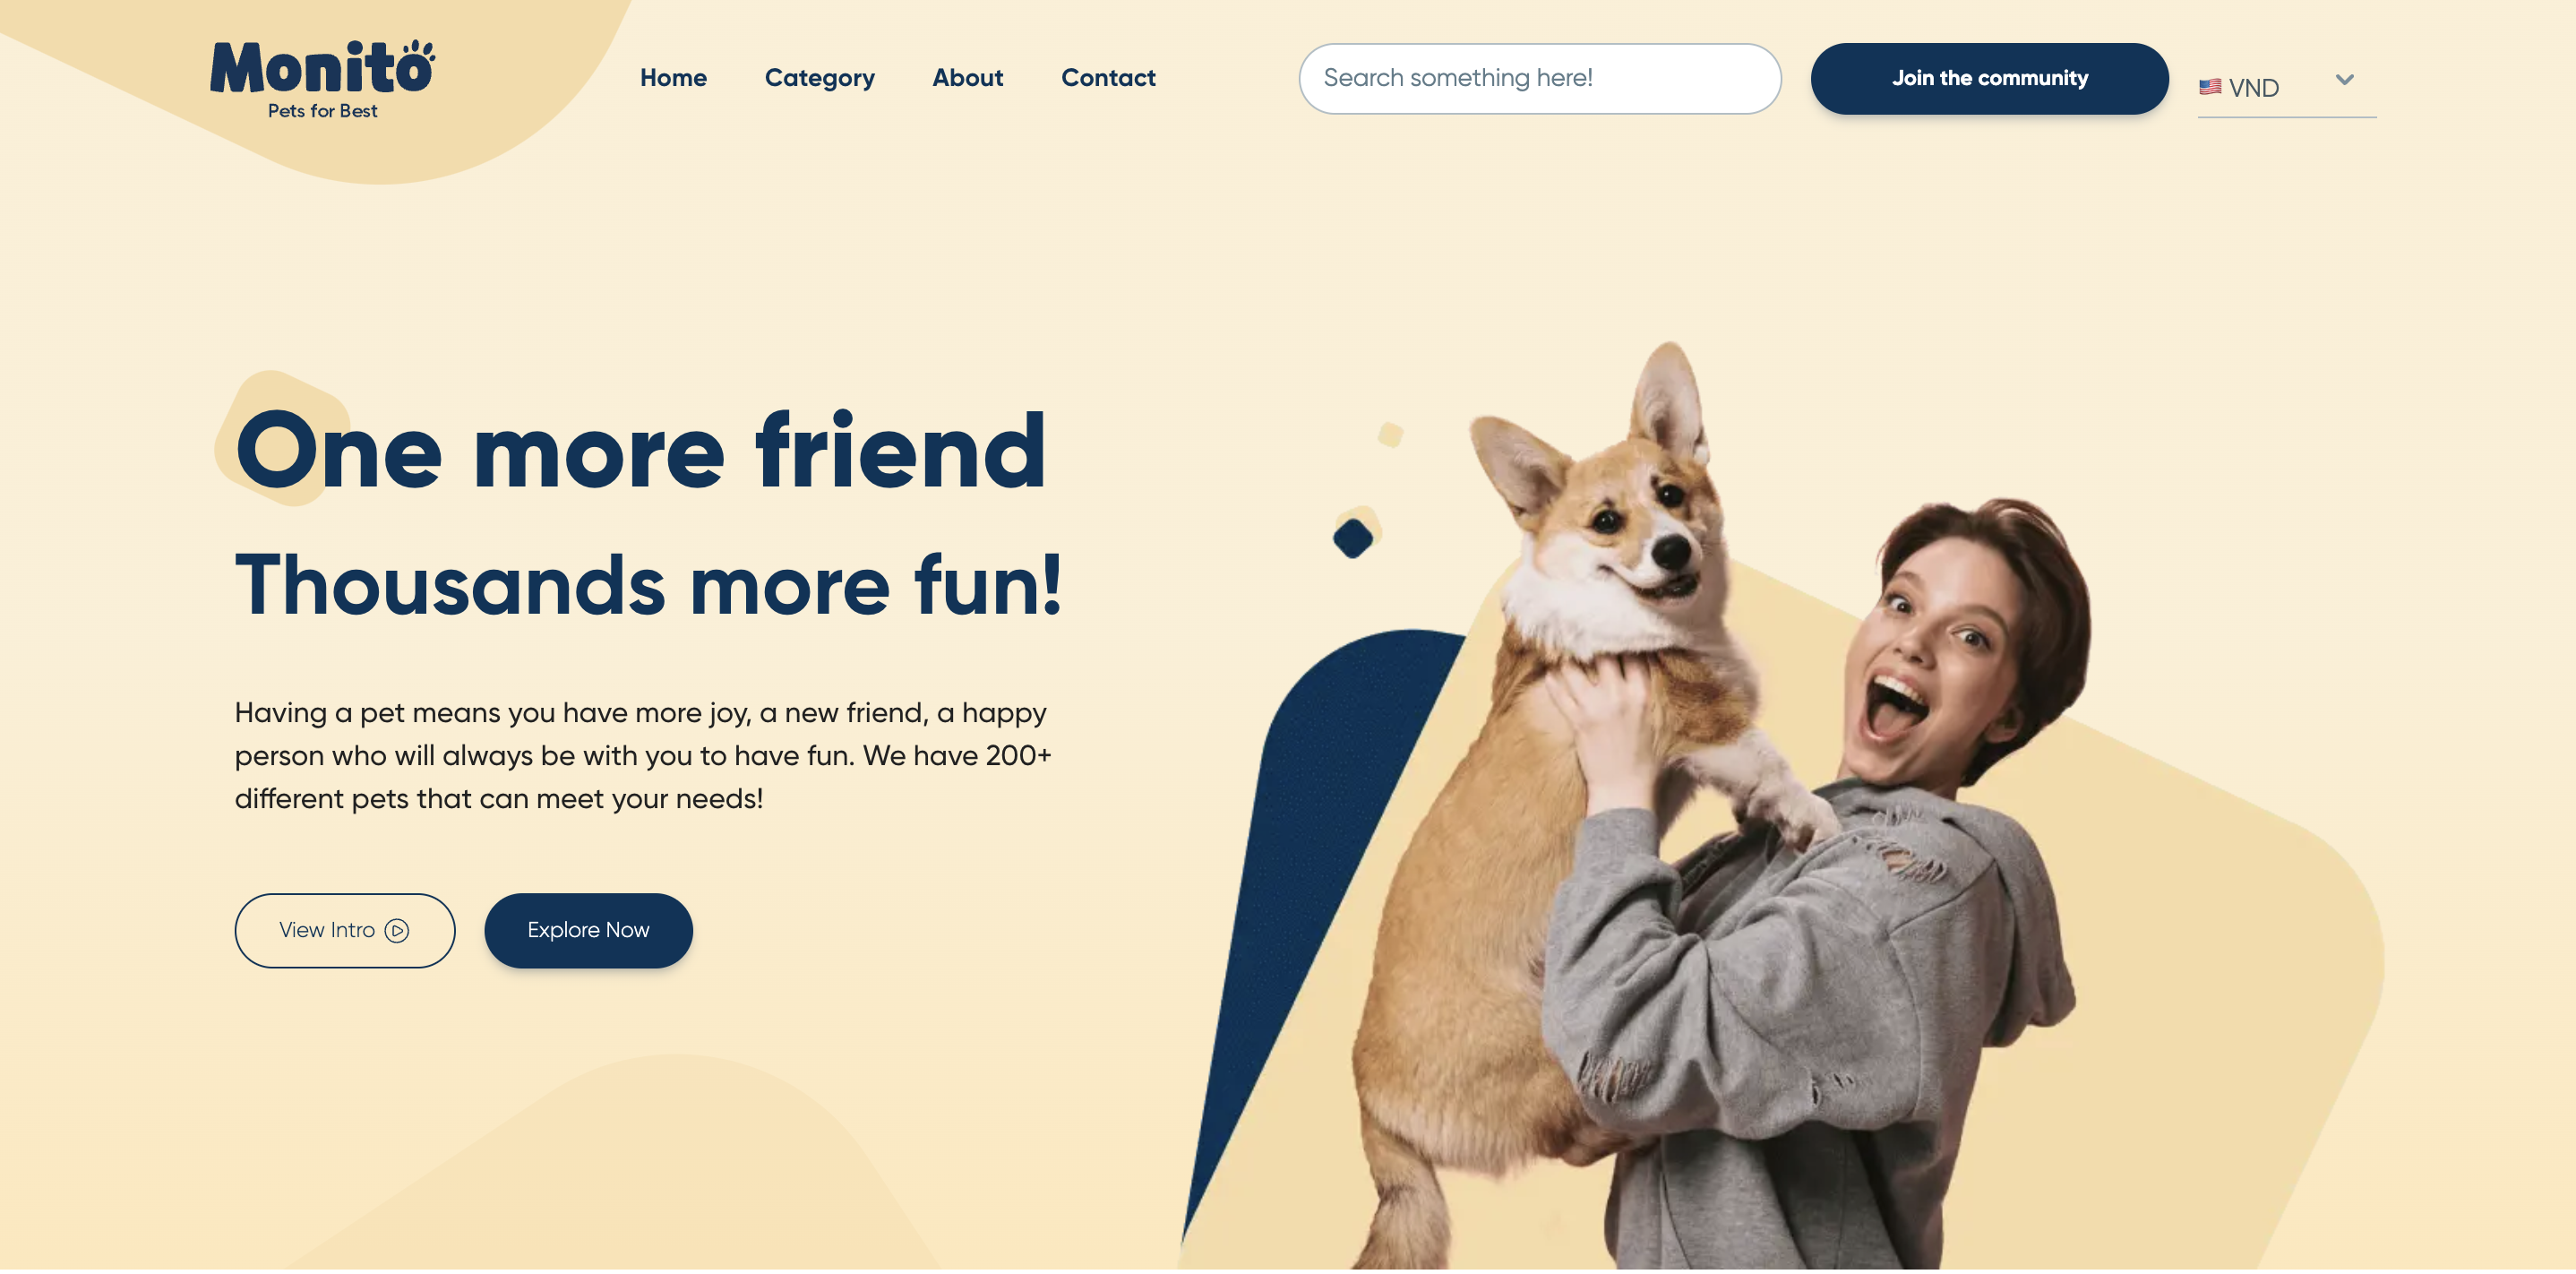 Monito
Pets for Best
Home
Category
About
Contact
Search something here!
Join the community
🇺🇸 VND
One more friend
Thousands more fun!
Having a pet means you have more joy, a new friend, a happy
person who will always be with you to have fun. We have 200+
different pets that can meet your needs!
View Intro
Explore Now